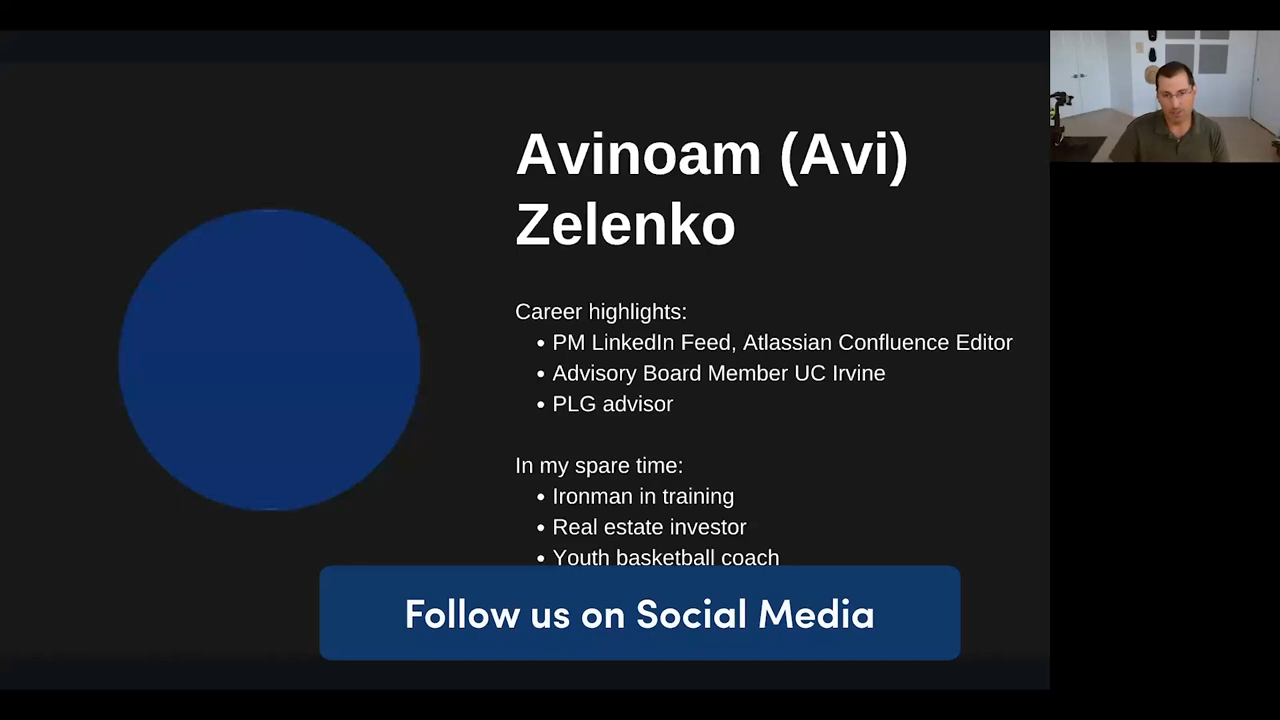 Avinoam (Avi)
Zelenko
Career highlights:
• PM LinkedIn Feed, Atlassian Confluence Editor
• Advisory Board Member UC Irvine
• PLG advisor
In my spare time:
• Ironman in training
• Real estate investor
• Youth basketball coach
Follow us on Social Media